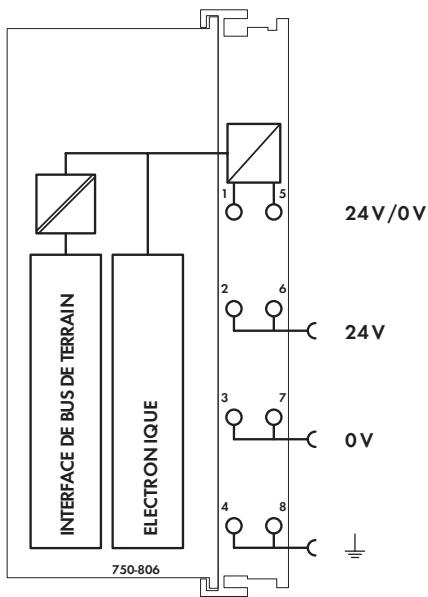 1 5
24V/0V
2 6
24V
3 7
0V
4 8
INTERFACE DE BUS DE TERRAIN
ELECTRONIQUE
750-806